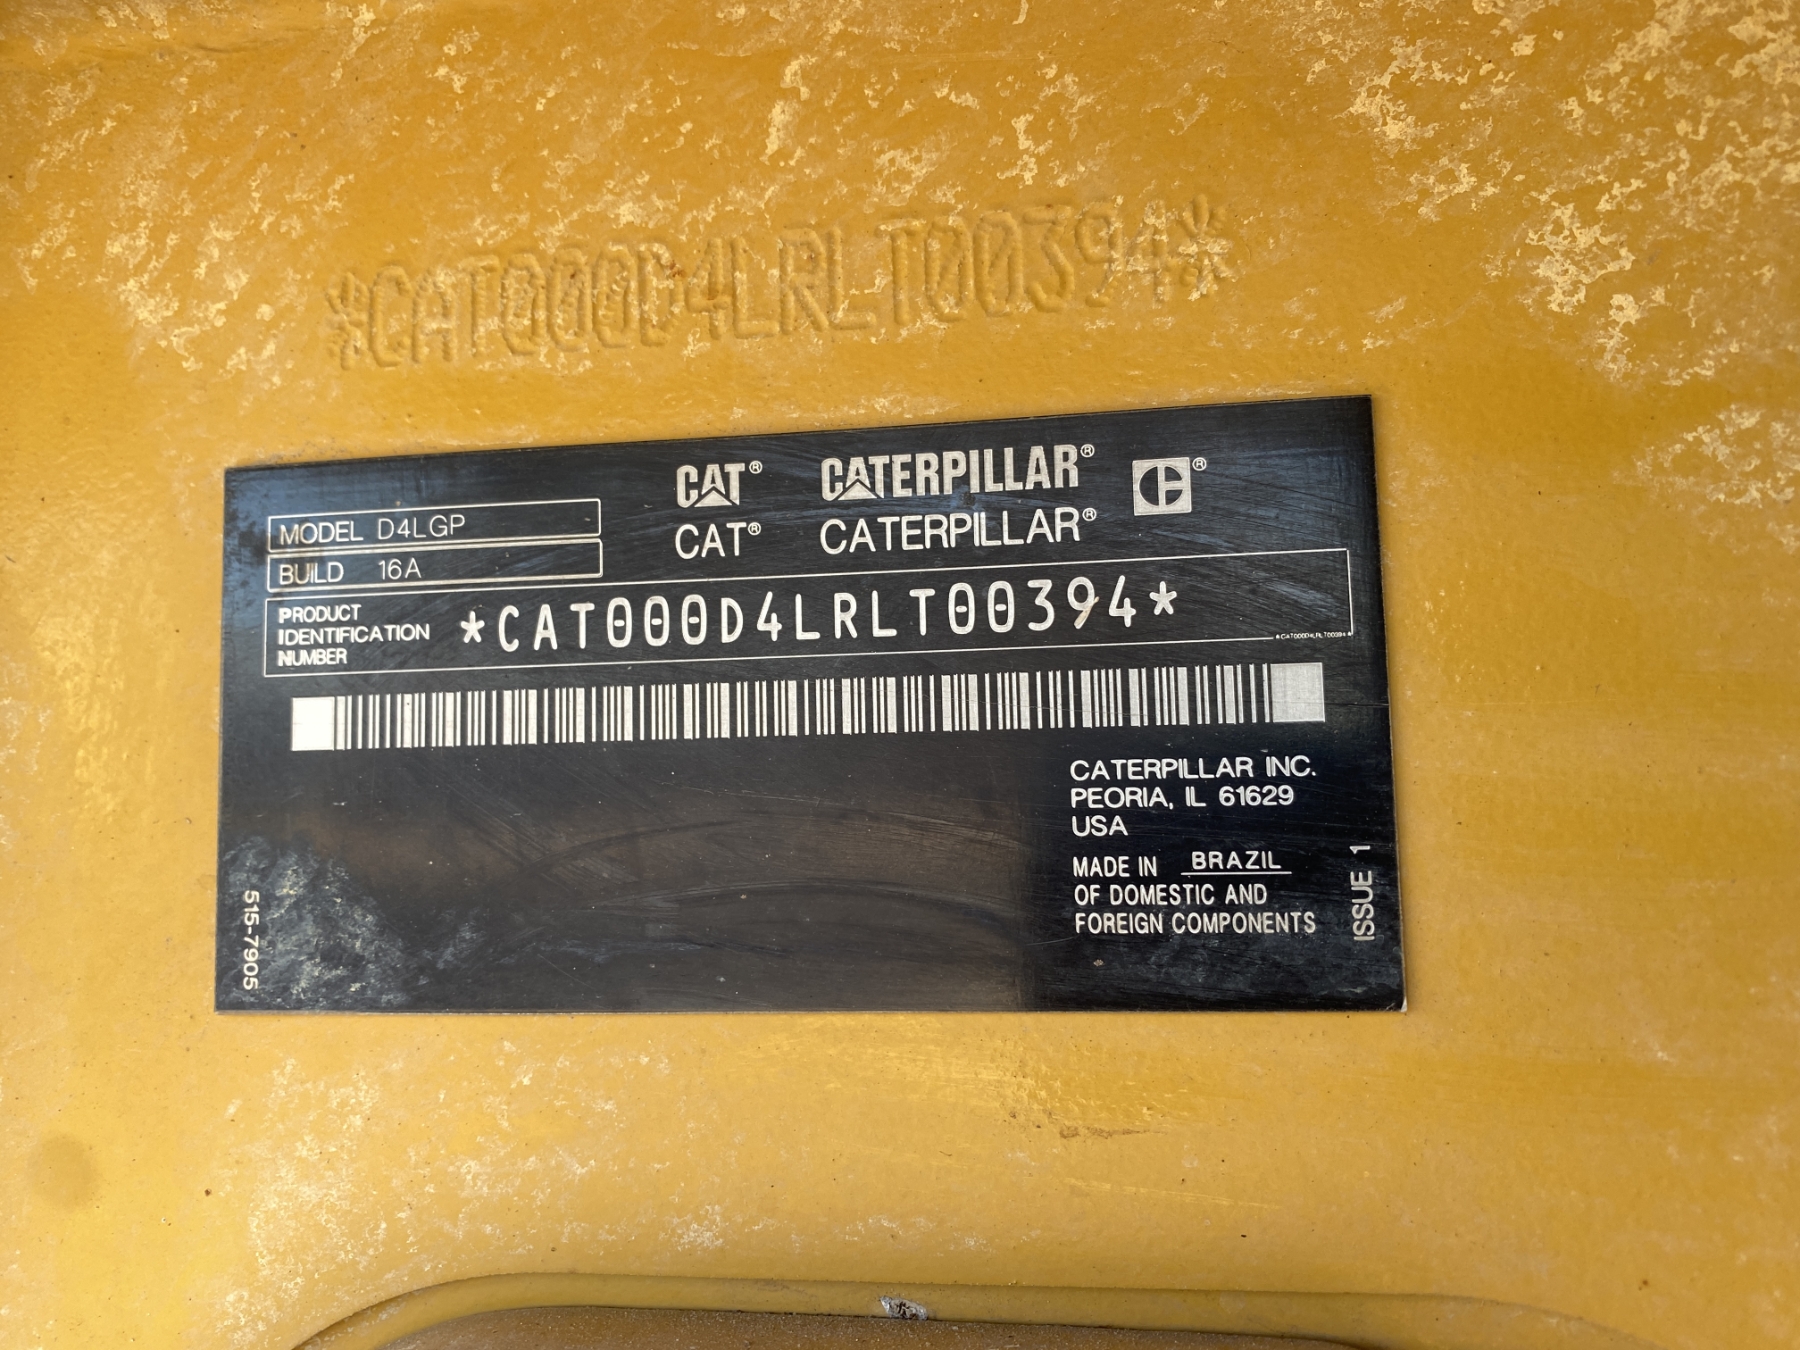 *CAT000D4LRLT00394*
CAT® CATERPILLAR® C®
CAT® CATERPILLAR®
MODEL D4LGP
BUILD 16A
PRODUCT
IDENTIFICATION
NUMBER
*CAT000D4LRLT00394*
*CAT000D4LRLT00394*
CATERPILLAR INC.
PEORIA, IL 61629
USA
MADE IN BRAZIL
OF DOMESTIC AND
FOREIGN COMPONENTS
515-7905
ISSUE 1